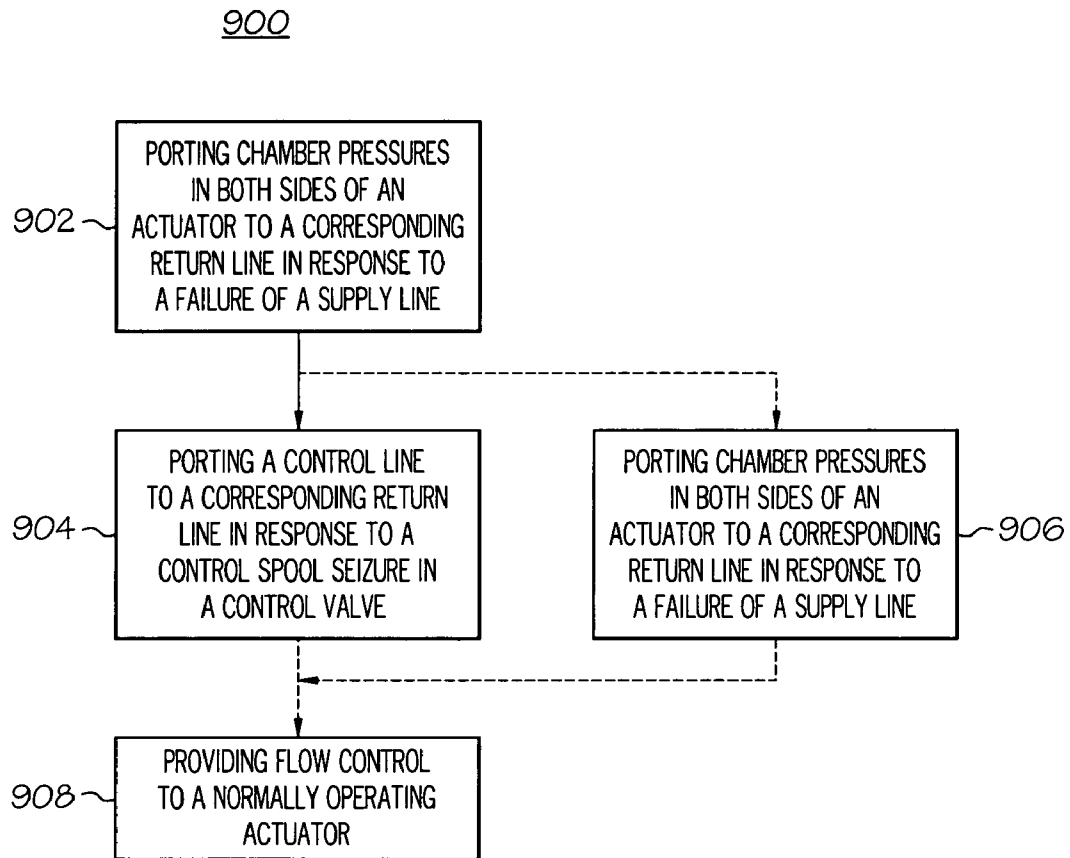 900
PORTING CHAMBER PRESSURES
IN BOTH SIDES OF AN
ACTUATOR TO A CORRESPONDING
RETURN LINE IN RESPONSE TO
A FAILURE OF A SUPPLY LINE
902
PORTING A CONTROL LINE
TO A CORRESPONDING RETURN
LINE IN RESPONSE TO A
CONTROL SPOOL SEIZURE IN
A CONTROL VALVE
904
PORTING CHAMBER PRESSURES
IN BOTH SIDES OF AN
ACTUATOR TO A CORRESPONDING
RETURN LINE IN RESPONSE TO
A FAILURE OF A SUPPLY LINE
906
PROVIDING FLOW CONTROL
TO A NORMALLY OPERATING
ACTUATOR
908